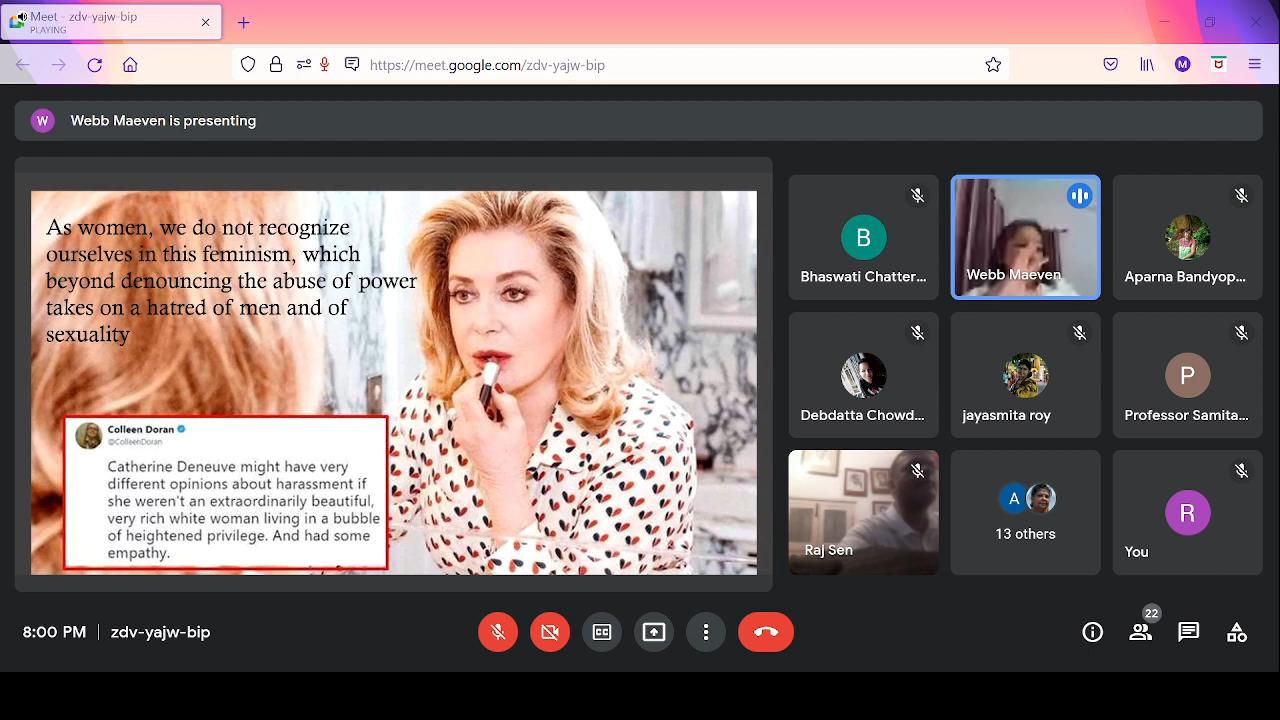 Meet - zdv-yajw-bip
PLAYING
https://meet.google.com/zdv-yajw-bip
M
W
Webb Maeven is presenting
As women, we do not recognize
ourselves in this feminism, which
beyond denouncing the abuse of power
takes on a hatred of men and of
sexuality
Colleen Doran
@ColleenDoran
Catherine Deneuve might have very
different opinions about harassment if
she weren't an extraordinarily beautiful,
very rich white woman living in a bubble
of heightened privilege. And had some
empathy.
B
Bhaswati Chatter...
Webb Maeven
Aparna Bandyop...
Debdatta Chowd...
jayasmita roy
P
Professor Samita...
Raj Sen
A
13 others
R
You
8:00 PM | zdv-yajw-bip
CC
22